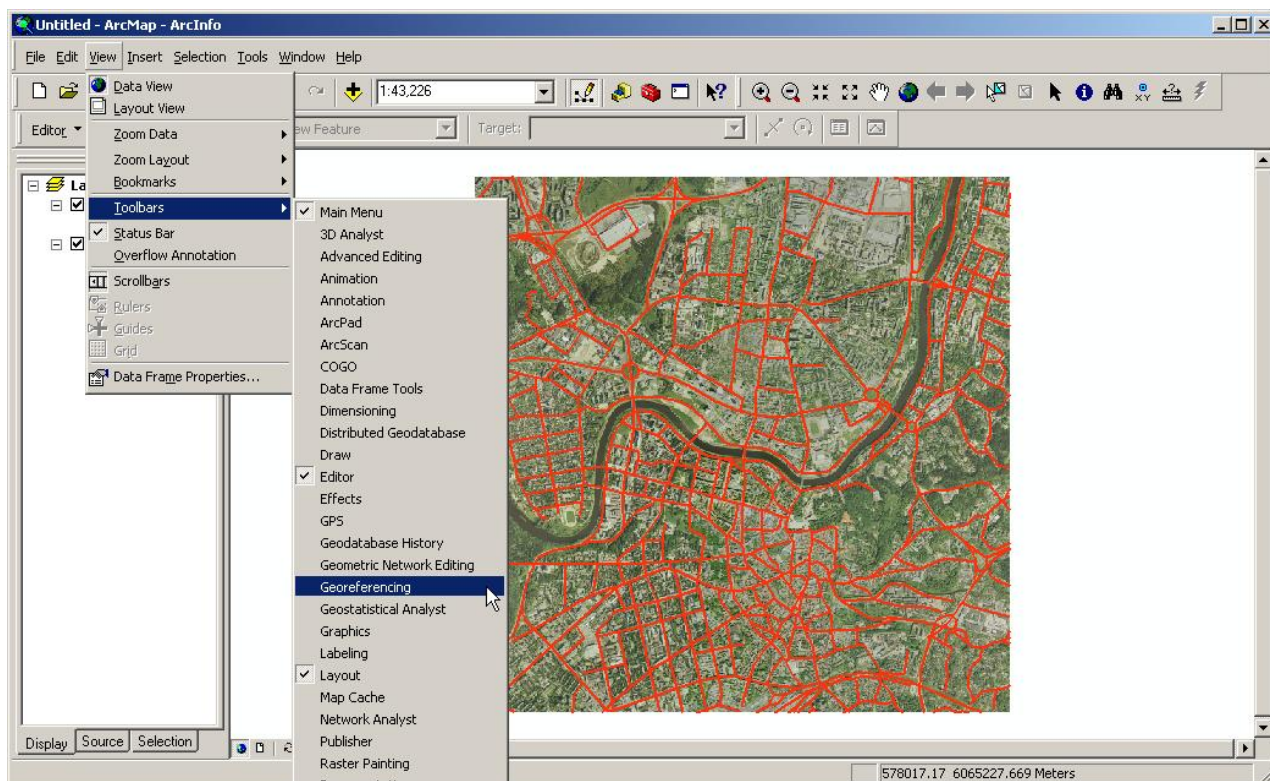 Untitled - ArcMap - ArcInfo
File Edit View Insert Selection Tools Window Help
1:43,226
Editor
Target:
Data View
Layout View
Zoom Data
Zoom Layout
Bookmarks
Toolbars
Status Bar
Overflow Annotation
Scrollbars
Rulers
Guides
Grid
Data Frame Properties...
Main Menu
3D Analyst
Advanced Editing
Animation
Annotation
ArcPad
ArcScan
COGO
Data Frame Tools
Dimensioning
Distributed Geodatabase
Draw
Editor
Effects
GPS
Geodatabase History
Geometric Network Editing
Georeferencing
Geostatistical Analyst
Graphics
Labeling
Layout
Map Cache
Network Analyst
Publisher
Raster Painting
Display Source Selection
578017.17 6065227.669 Meters